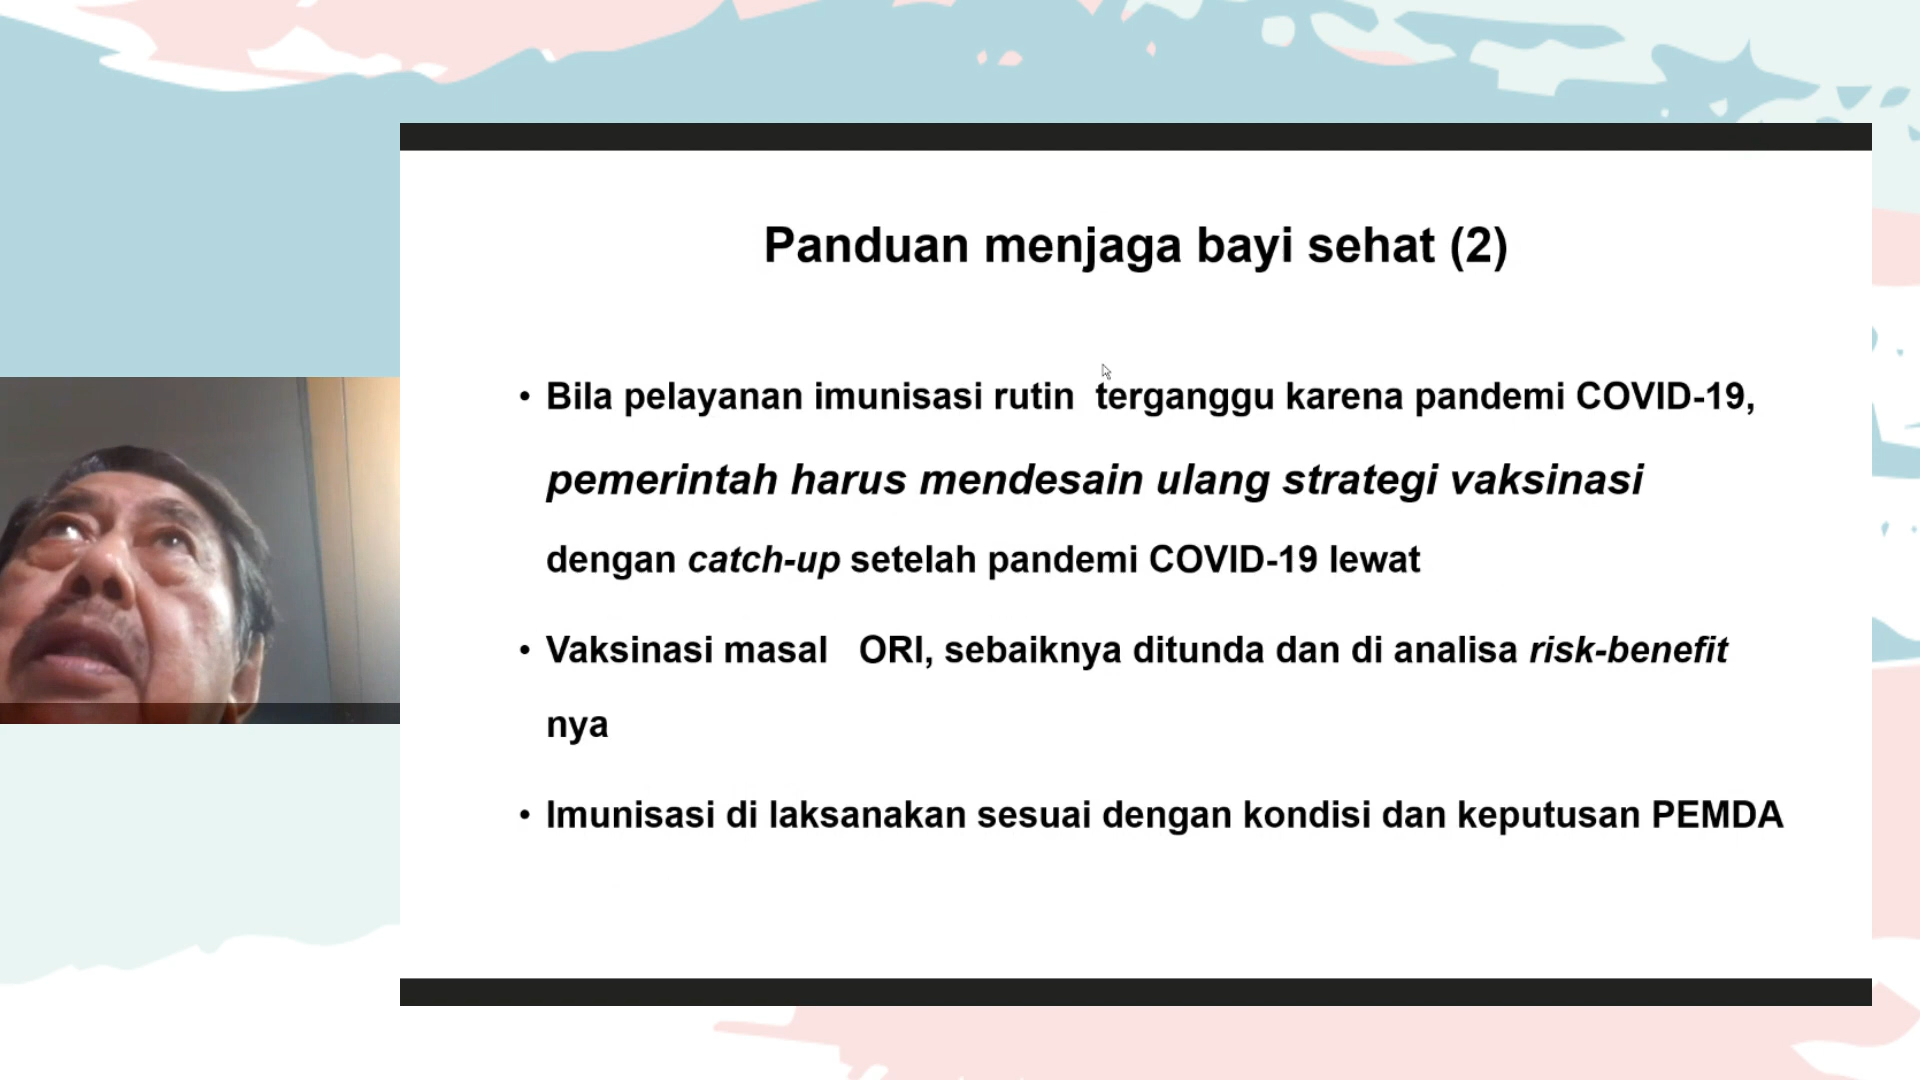 Panduan menjaga bayi sehat (2)
• Bila pelayanan imunisasi rutin terganggu karena pandemi COVID-19,
pemerintah harus mendesain ulang strategi vaksinasi
dengan catch-up setelah pandemi COVID-19 lewat
• Vaksinasi masal ORI, sebaiknya ditunda dan di analisa risk-benefit
nya
• Imunisasi di laksanakan sesuai dengan kondisi dan keputusan PEMDA